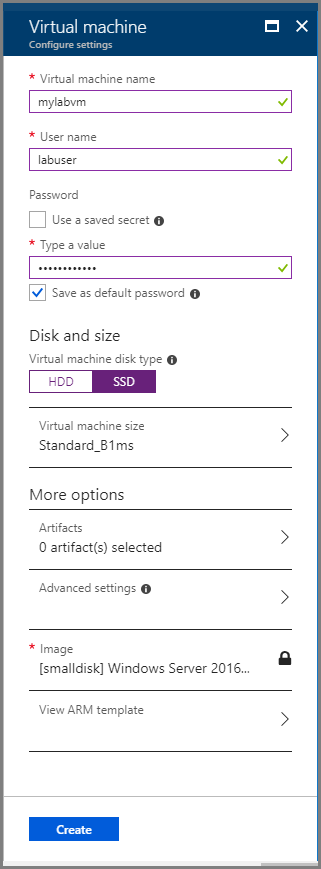 Virtual machine
Configure settings
* Virtual machine name
mylabvm
* User name
labuser
Password
Use a saved secret
* Type a value
••••••••••••
Save as default password
Disk and size
Virtual machine disk type
HDD SSD
Virtual machine size
Standard_B1ms
More options
Artifacts
0 artifact(s) selected
Advanced settings
* Image
[smalldisk] Windows Server 2016...
View ARM template
Create